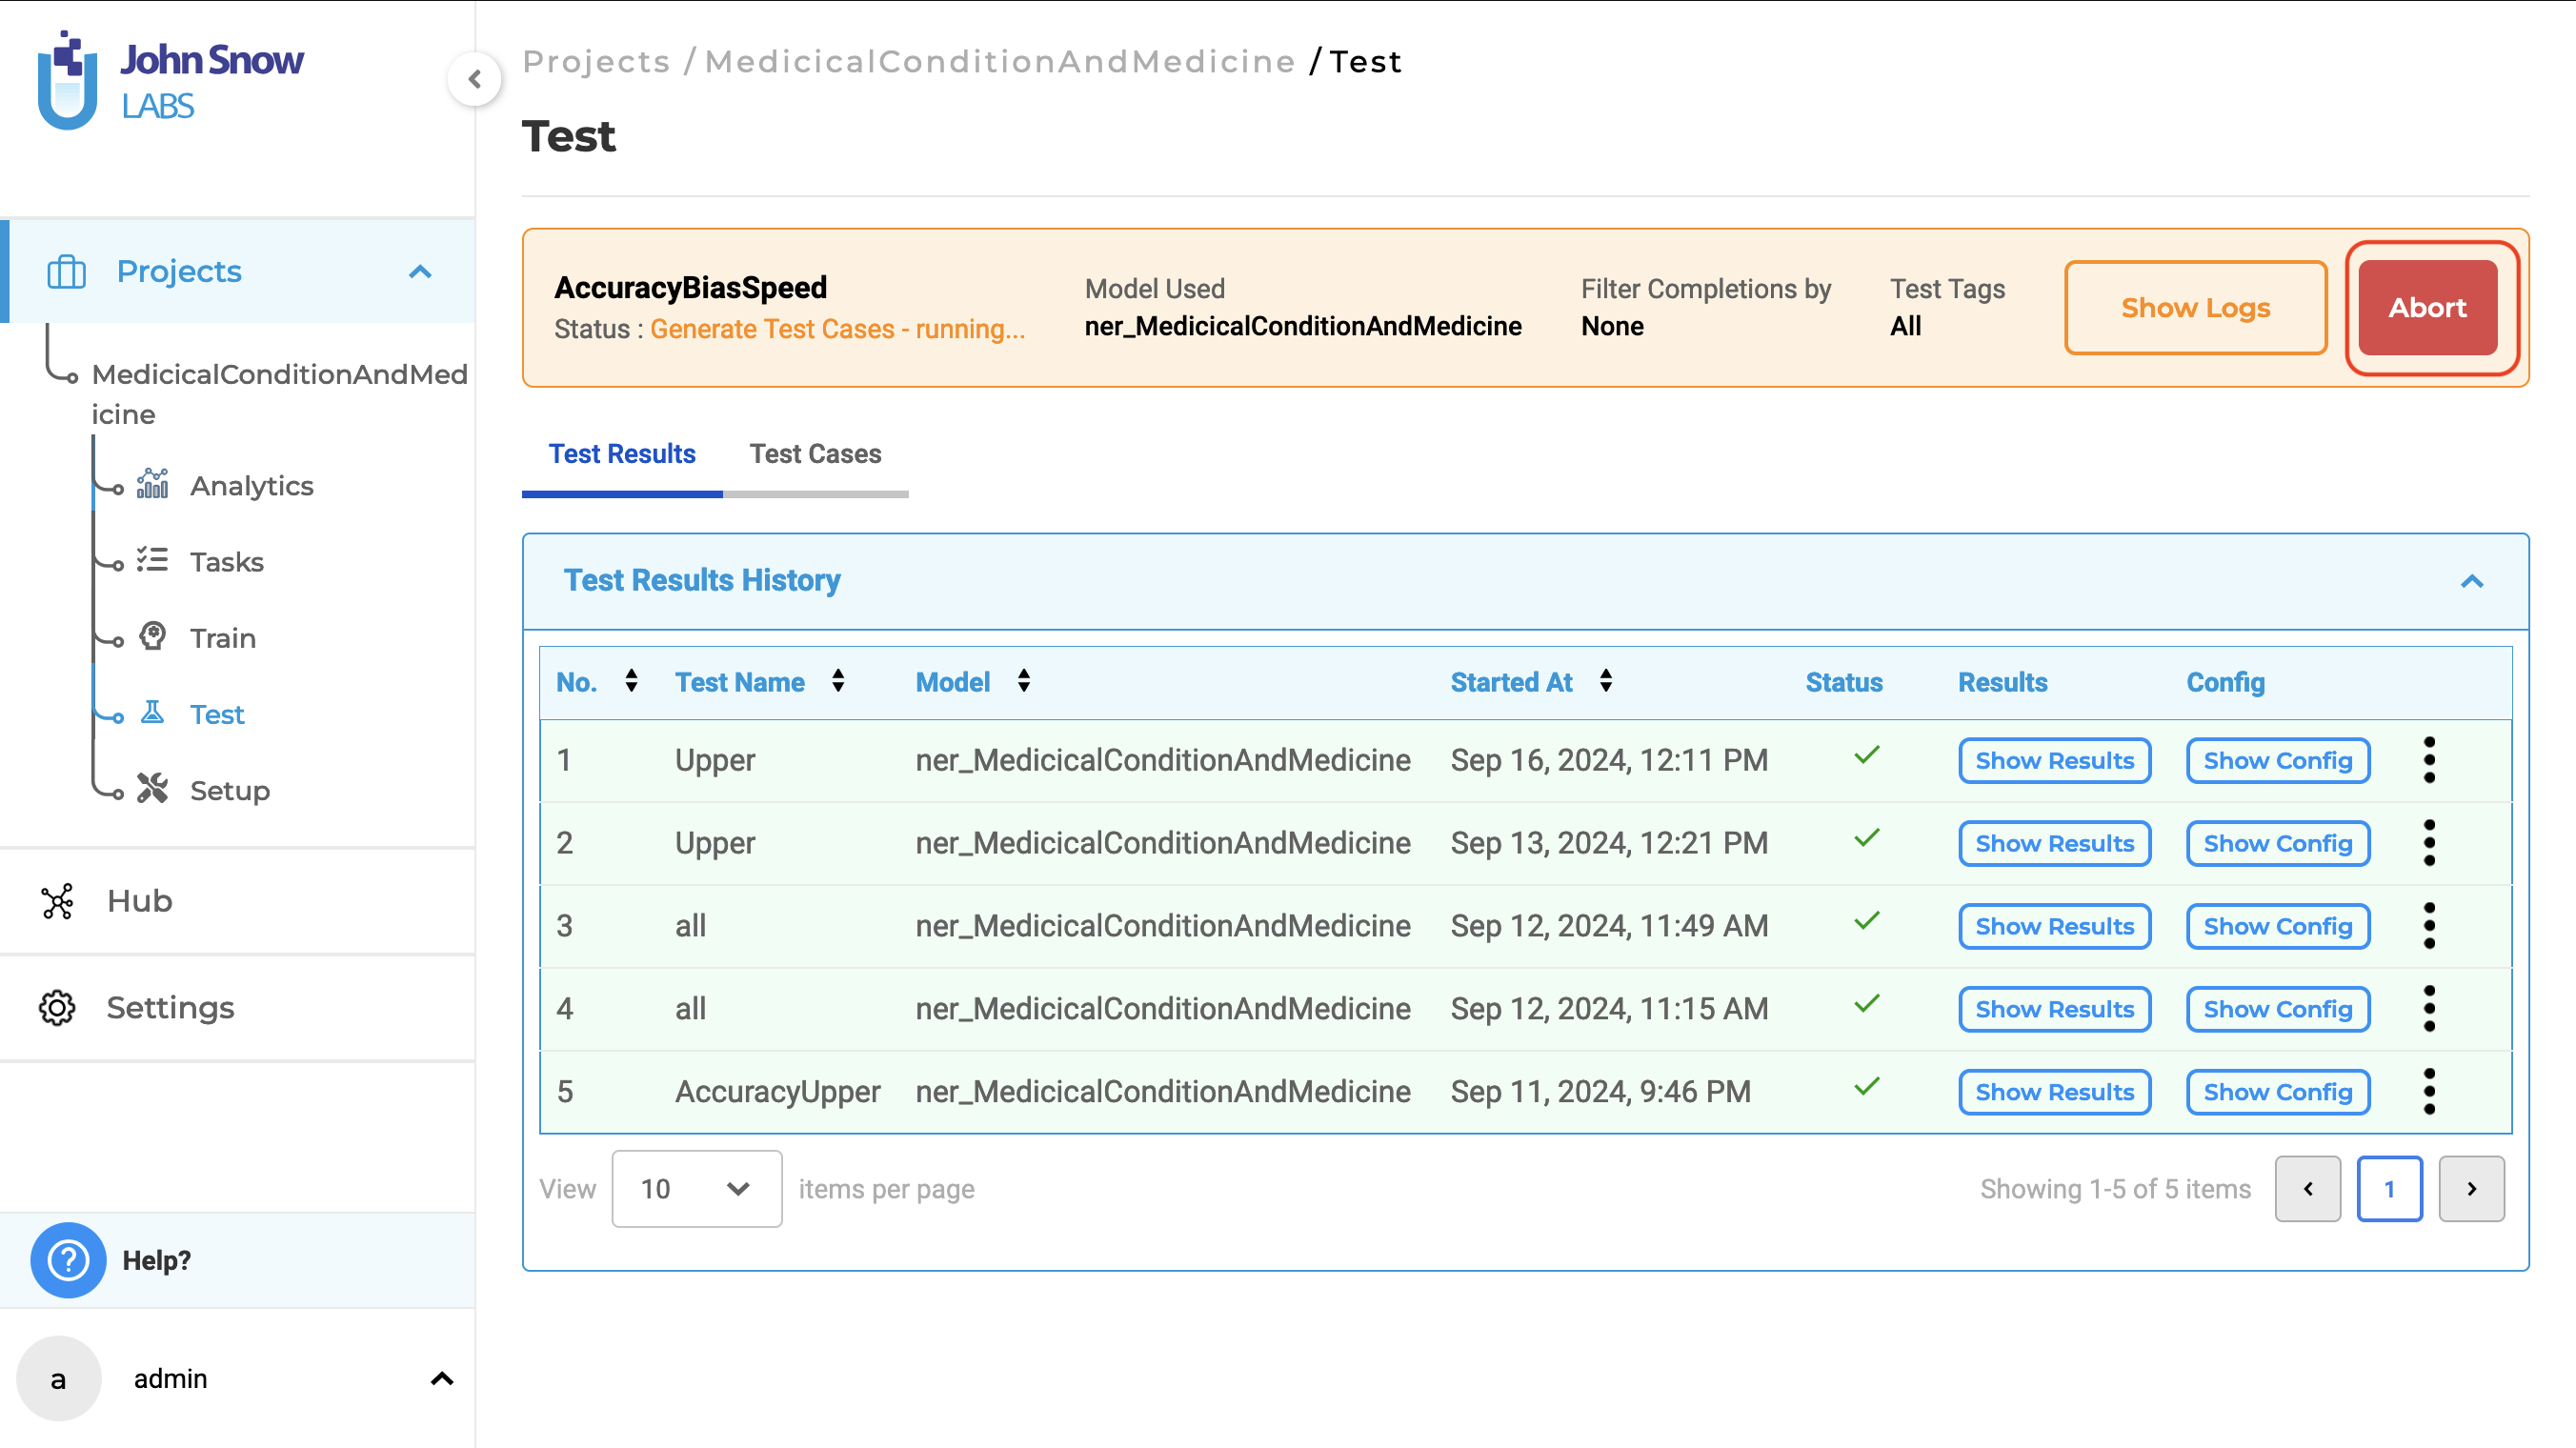 John Snow
LABS
Projects / MedicicalConditionAndMedicine / Test
Test
Projects
MedicicalConditionAndMed
icine
Analytics
Tasks
Train
Test
Setup
Hub
Settings
Help?
a admin
AccuracyBiasSpeed
Status : Generate Test Cases - running...
Model Used
ner_MedicicalConditionAndMedicine
Filter Completions by
None
Test Tags
All
Show Logs
Abort
Test Results Test Cases
Test Results History
No. Test Name Model Started At Status Results Config
1 Upper ner_MedicicalConditionAndMedicine Sep 16, 2024, 12:11 PM Show Results Show Config
2 Upper ner_MedicicalConditionAndMedicine Sep 13, 2024, 12:21 PM Show Results Show Config
3 all ner_MedicicalConditionAndMedicine Sep 12, 2024, 11:49 AM Show Results Show Config
4 all ner_MedicicalConditionAndMedicine Sep 12, 2024, 11:15 AM Show Results Show Config
5 AccuracyUpper ner_MedicicalConditionAndMedicine Sep 11, 2024, 9:46 PM Show Results Show Config
View 10 items per page Showing 1-5 of 5 items 1